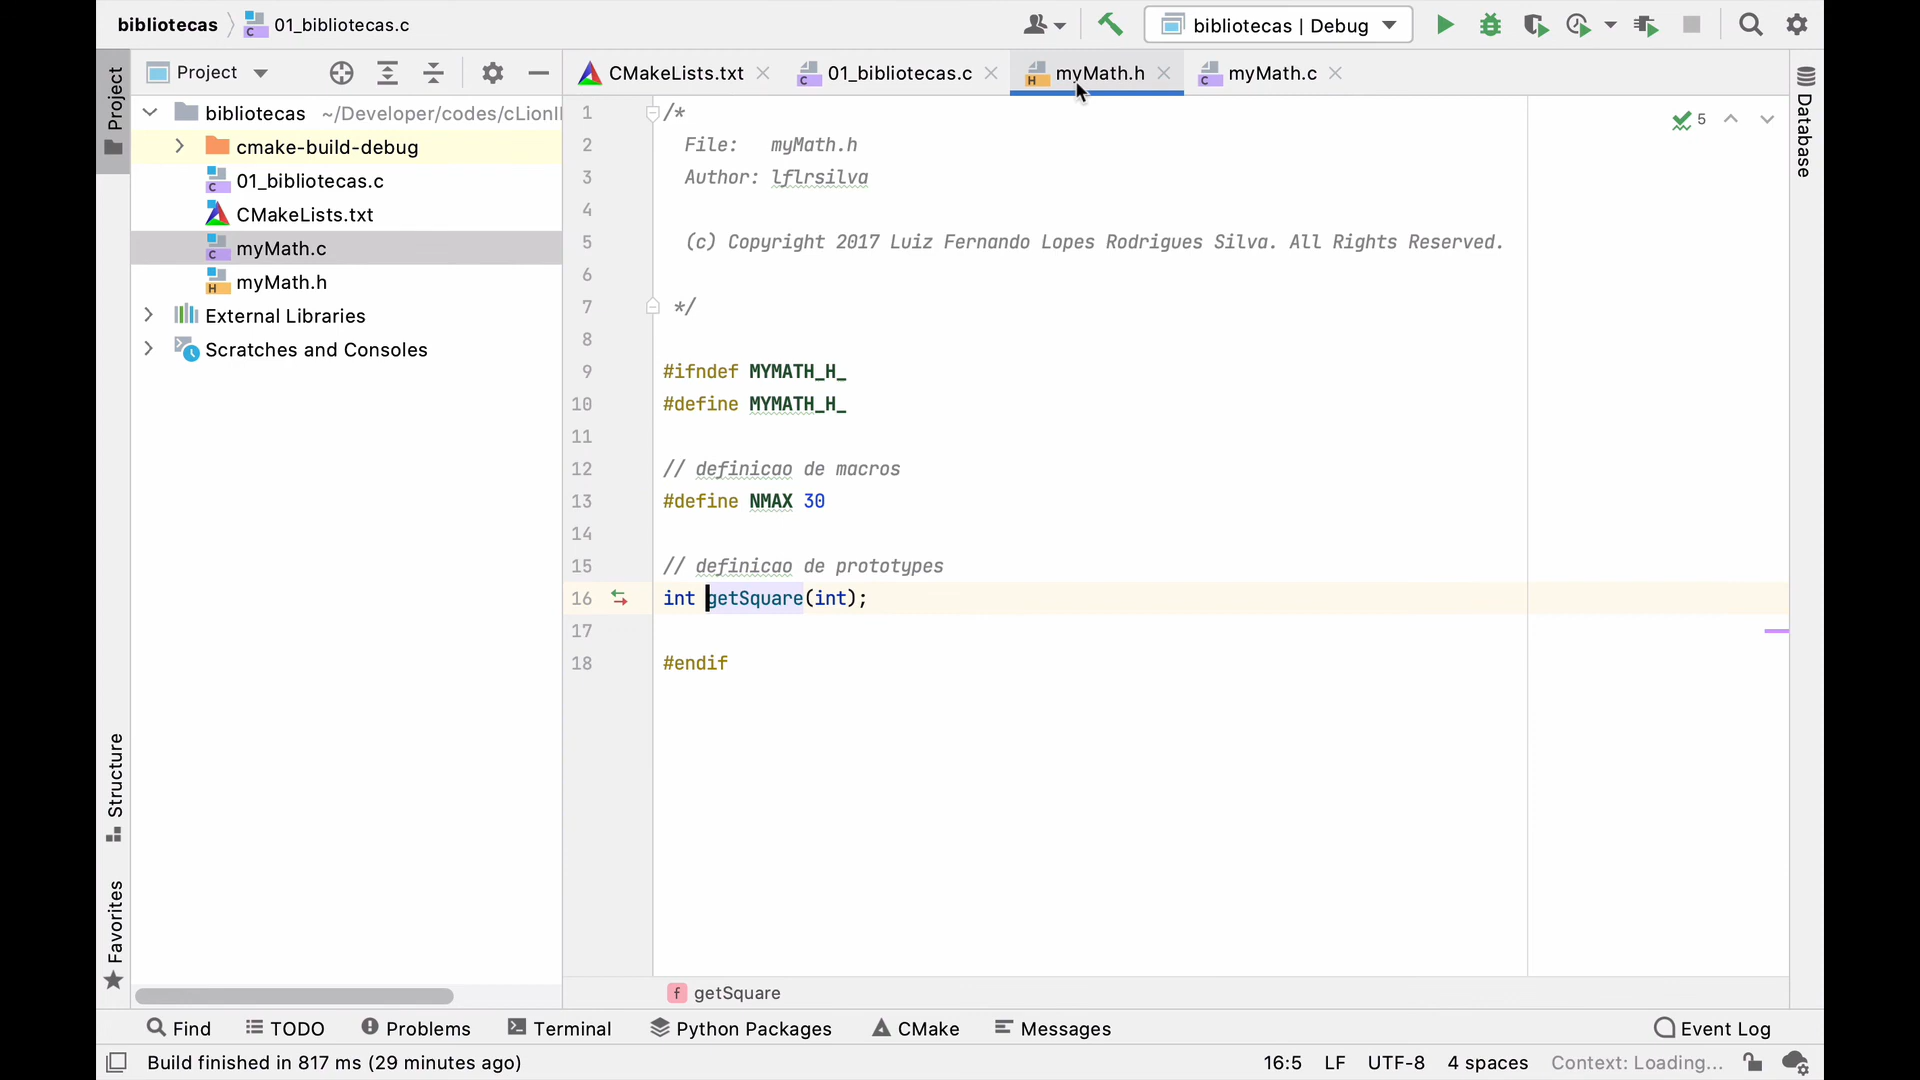 bibliotecas 01_bibliotecas.c
bibliotecas | Debug
Project
CMakeLists.txt 01_bibliotecas.c myMath.h myMath.c
Project
Structure
Favorites
bibliotecas ~/Developer/codes/cLion
cmake-build-debug
01_bibliotecas.c
CMakeLists.txt
myMath.c
myMath.h
External Libraries
Scratches and Consoles
1 /*
2 File: myMath.h
3 Author: lflrsilva
4
5 (c) Copyright 2017 Luiz Fernando Lopes Rodrigues Silva. All Rights Reserved.
6
7 */
8
9 #ifndef MYMATH_H_
10 #define MYMATH_H_
11
12 // definicao de macros
13 #define NMAX 30
14
15 // definicao de prototypes
16 int getSquare(int);
17
18 #endif
5
Database
f getSquare
Find TODO Problems Terminal Python Packages CMake Messages Event Log
Build finished in 817 ms (29 minutes ago) 16:5 LF UTF-8 4 spaces Context: Loading...